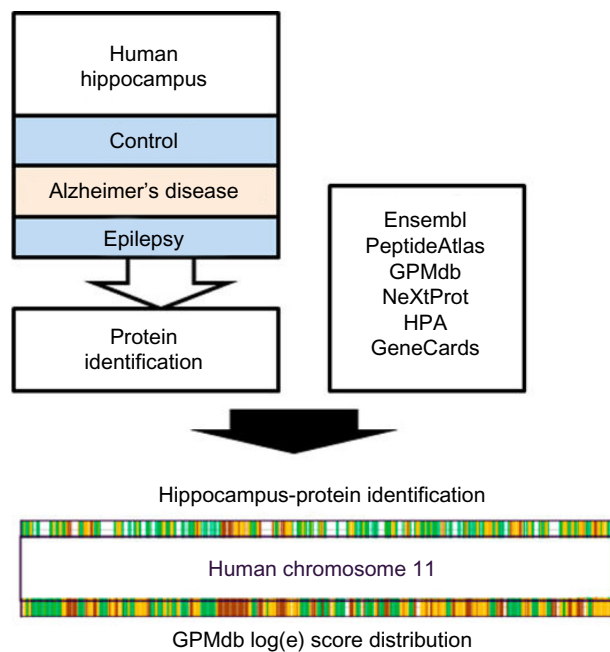 Human
hippocampus
Control
Alzheimer's disease
Epilepsy
Protein
identification
Ensembl
PeptideAtlas
GPMdb
NeXtProt
HPA
GeneCards
Hippocampus-protein identification
Human chromosome 11
GPMdb log(e) score distribution